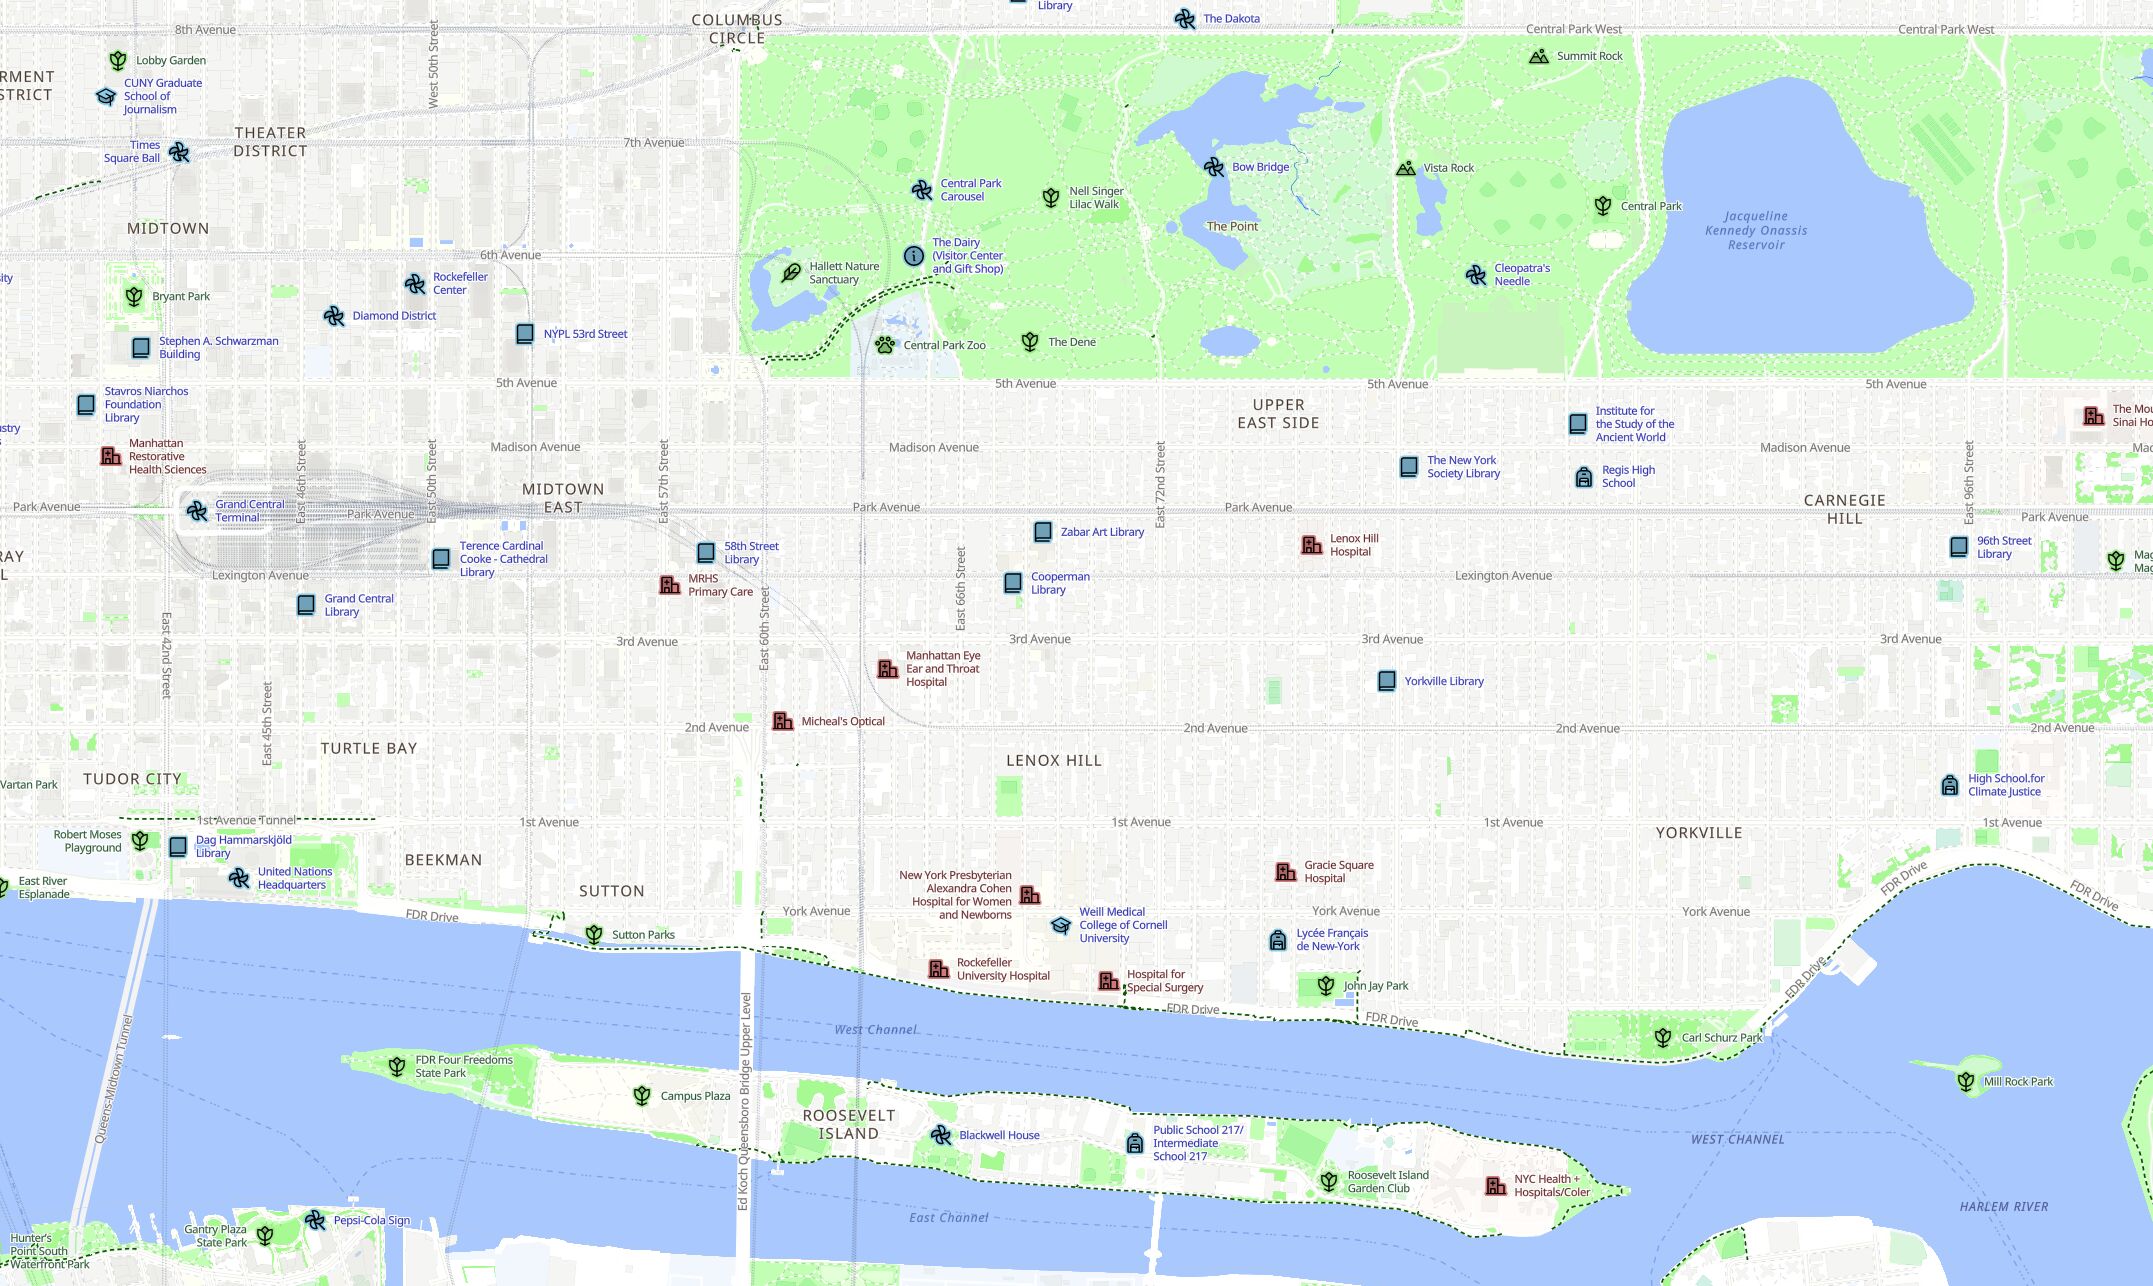 Library
The Dakota
COLUMBUS
CIRCLE
8th Avenue
Central Park West
Central Park West
West 50th Street
Lobby Garden
Summit Rock
RMENT
STRICT
CUNY Graduate
School of
Journalism
THEATER
DISTRICT
Times
Square Ball
7th Avenue
Bow Bridge
Vista Rock
Central Park
Carousel
Nell Singer
Lilac Walk
Central Park
The Point
Jacqueline
Kennedy Onassis
Reservoir
MIDTOWN
6th Avenue
The Dairy
(Visitor Center
and Gift Shop)
Hallett Nature
Sanctuary
Cleopatra's
Needle
sity
Rockefeller
Center
Bryant Park
Diamond District
NYPL 53rd Street
Stephen A. Schwarzman
Building
Central Park Zoo
The Dene
5th Avenue
5th Avenue
5th Avenue
5th Avenue
Stavros Niarchos
Foundation
Library
UPPER
EAST SIDE
Institute for
the Study of the
Ancient World
The Mou
Sinai Ho
ustry
s
Manhattan
Restorative
Health Sciences
Madison Avenue
Madison Avenue
Madison Avenue
Mad
East 46th Street
East 50th Street
East 57th Street
East 72nd Street
East 96th Street
The New York
Society Library
Regis High
School
MIDTOWN
EAST
CARNEGIE
HILL
Park Avenue
Grand Central
Terminal
Park Avenue
Park Avenue
Park Avenue
Park Avenue
Zabar Art Library
Lenox Hill
Hospital
96th Street
Library
RAY
L
Terence Cardinal
Cooke - Cathedral
Library
58th Street
Library
Mag
Mag
Lexington Avenue
Lexington Avenue
MRHS
Primary Care
Cooperman
Library
East 66th Street
East 60th Street
Grand Central
Library
East 42nd Street
3rd Avenue
3rd Avenue
3rd Avenue
3rd Avenue
Manhattan Eye
Ear and Throat
Hospital
Yorkville Library
East 45th Street
Micheal's Optical
2nd Avenue
2nd Avenue
2nd Avenue
2nd Avenue
TURTLE BAY
LENOX HILL
TUDOR CITY
Vartan Park
High School.for
Climate Justice
1st Avenue Tunnel
1st Avenue
1st Avenue
1st Avenue
1st Avenue
YORKVILLE
Robert Moses
Playground
Dag Hammarskjöld
Library
BEEKMAN
SUTTON
United Nations
Headquarters
East River
Esplanade
Gracie Square
Hospital
New York Presbyterian
Alexandra Cohen
Hospital for Women
and Newborns
FDR Drive
FDR Drive
FDR Drive
York Avenue
York Avenue
York Avenue
Weill Medical
College of Cornell
University
Sutton Parks
Lycée Français
de New-York
Rockefeller
University Hospital
Hospital for
Special Surgery
John Jay Park
FDR Drive
FDR Drive
FDR Drive
West Channel
Carl Schurz Park
FDR Four Freedoms
State Park
Campus Plaza
Mill Rock Park
Queens-Midtown Tunnel
Ed Koch Queensboro Bridge Upper Level
ROOSEVELT
ISLAND
Blackwell House
Public School 217/
Intermediate
School 217
WEST CHANNEL
Roosevelt Island
Garden Club
NYC Health +
Hospitals/Coler
East Channel
HARLEM RIVER
Pepsi-Cola Sign
Gantry Plaza
State Park
Hunter's
Point South
Waterfront Park